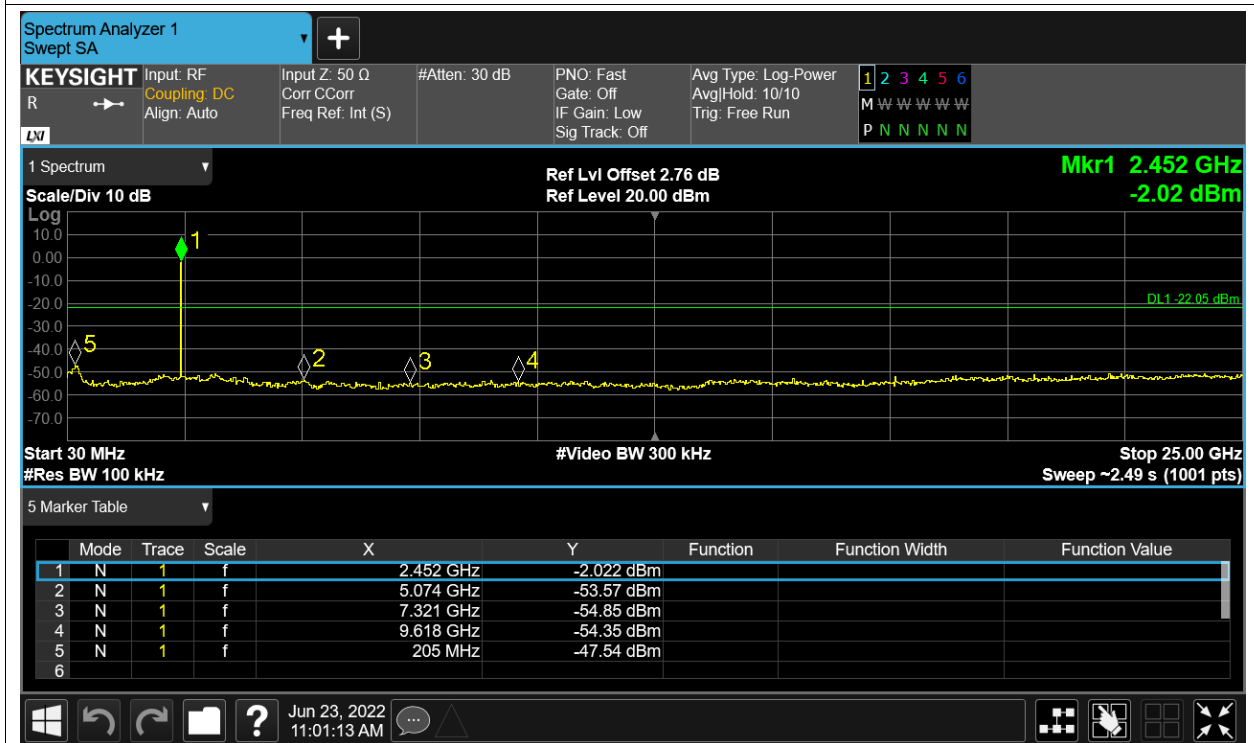 Spectrum Analyzer 1
Swept SA
+
KEYSIGHT Input: RF Input Z: 50 Ω #Atten: 30 dB PNO: Fast Avg Type: Log-Power 1 2 3 4 5 6
R Coupling: DC Corr CCorr Gate: Off Avg|Hold: 10/10 M W W W W W
Align: Auto Freq Ref: Int (S) IF Gain: Low Trig: Free Run
LXI Sig Track: Off P N N N N N
1 Spectrum Ref Lvl Offset 2.76 dB Mkr1 2.452 GHz
Scale/Div 10 dB Ref Level 20.00 dBm -2.02 dBm
Log
10.0
0.00
-10.0
-20.0
-30.0
-40.0
-50.0
-60.0
-70.0
1
DL1 -22.05 dBm
5
2
3
4
Start 30 MHz #Video BW 300 kHz Stop 25.00 GHz
#Res BW 100 kHz Sweep ~2.49 s (1001 pts)
5 Marker Table
Mode Trace Scale X Y Function Function Width Function Value
1 N 1 f 2.452 GHz -2.022 dBm
2 N 1 f 5.074 GHz -53.57 dBm
3 N 1 f 7.321 GHz -54.85 dBm
4 N 1 f 9.618 GHz -54.35 dBm
5 N 1 f 205 MHz -47.54 dBm
6
? Jun 23, 2022
11:01:13 AM